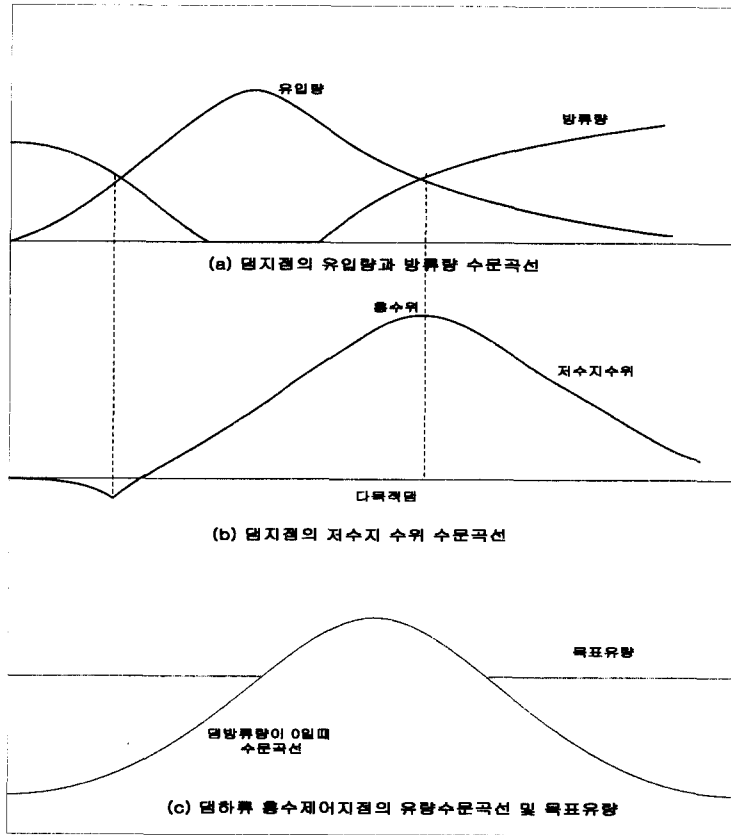 유입량
방류량
(a) 댐지점의 유입량과 방류량 수문곡선
홍수위
저수지수위
다목적댐
(b) 댐지점의 저수지 수위 수문곡선
목표유량
댐방류량이 0일때
수문곡선
(c) 댐하류 홍수제어지점의 유량수문곡선 및 목표유량